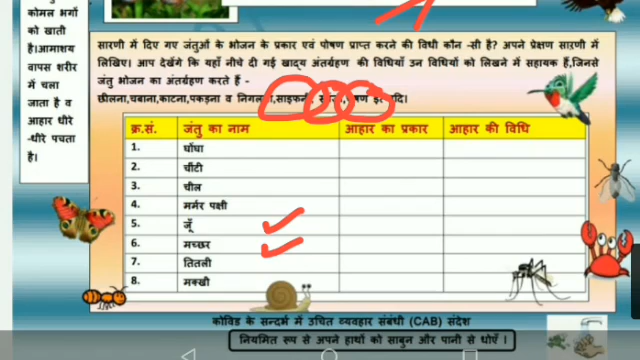 कोमल भगों
को खाती
है।आमाशय
वापस शरीर
में चला
जाता है व
आहार धीरे
-धीरे पचता
है।
सारणी में दिए गए जंतुओं के भोजन के प्रकार एवं पोषण प्राप्त करने की विधी कौन -सी है? अपने प्रेक्षण सारणी में
लिखिए। आप देखेंगे कि यहाँ नीचे दी गई खाद्य अंतर्ग्रहण की विधियाँ उन विधियों को लिखने में सहायक हैं,जिनसे
जंतु भोजन का अंतर्ग्रहण करते हैं -
छीलना,चबाना,काटना,पकड़ना व
क्र.सं. जंतु का नाम आहार का प्रकार आहार की विधि
1. घोंघा
2. चींटी
3. चील
4. मर्मर पक्षी
5. जूँ
6. मच्छर
7. तितली
8. मक्खी
कोविड के सन्दर्भ में उचित व्यवहार संबंधी (CAB) संदेश
नियमित रूप से अपने हाथों को साबुन और पानी से धोएँ ।